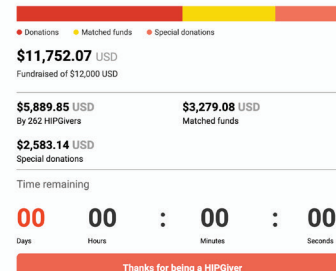 Donations Matched funds Special donations
$11,752.07 USD
Fundraised of $12,000 USD
$5,889.85 USD $3,279.08 USD
By 262 HIPGivers Matched funds
$2,583.14 USD
Special donations
Time remaining
00 00 : 00 : 00
Days Hours Minutes Seconds
Thanks for being a HIPGiver